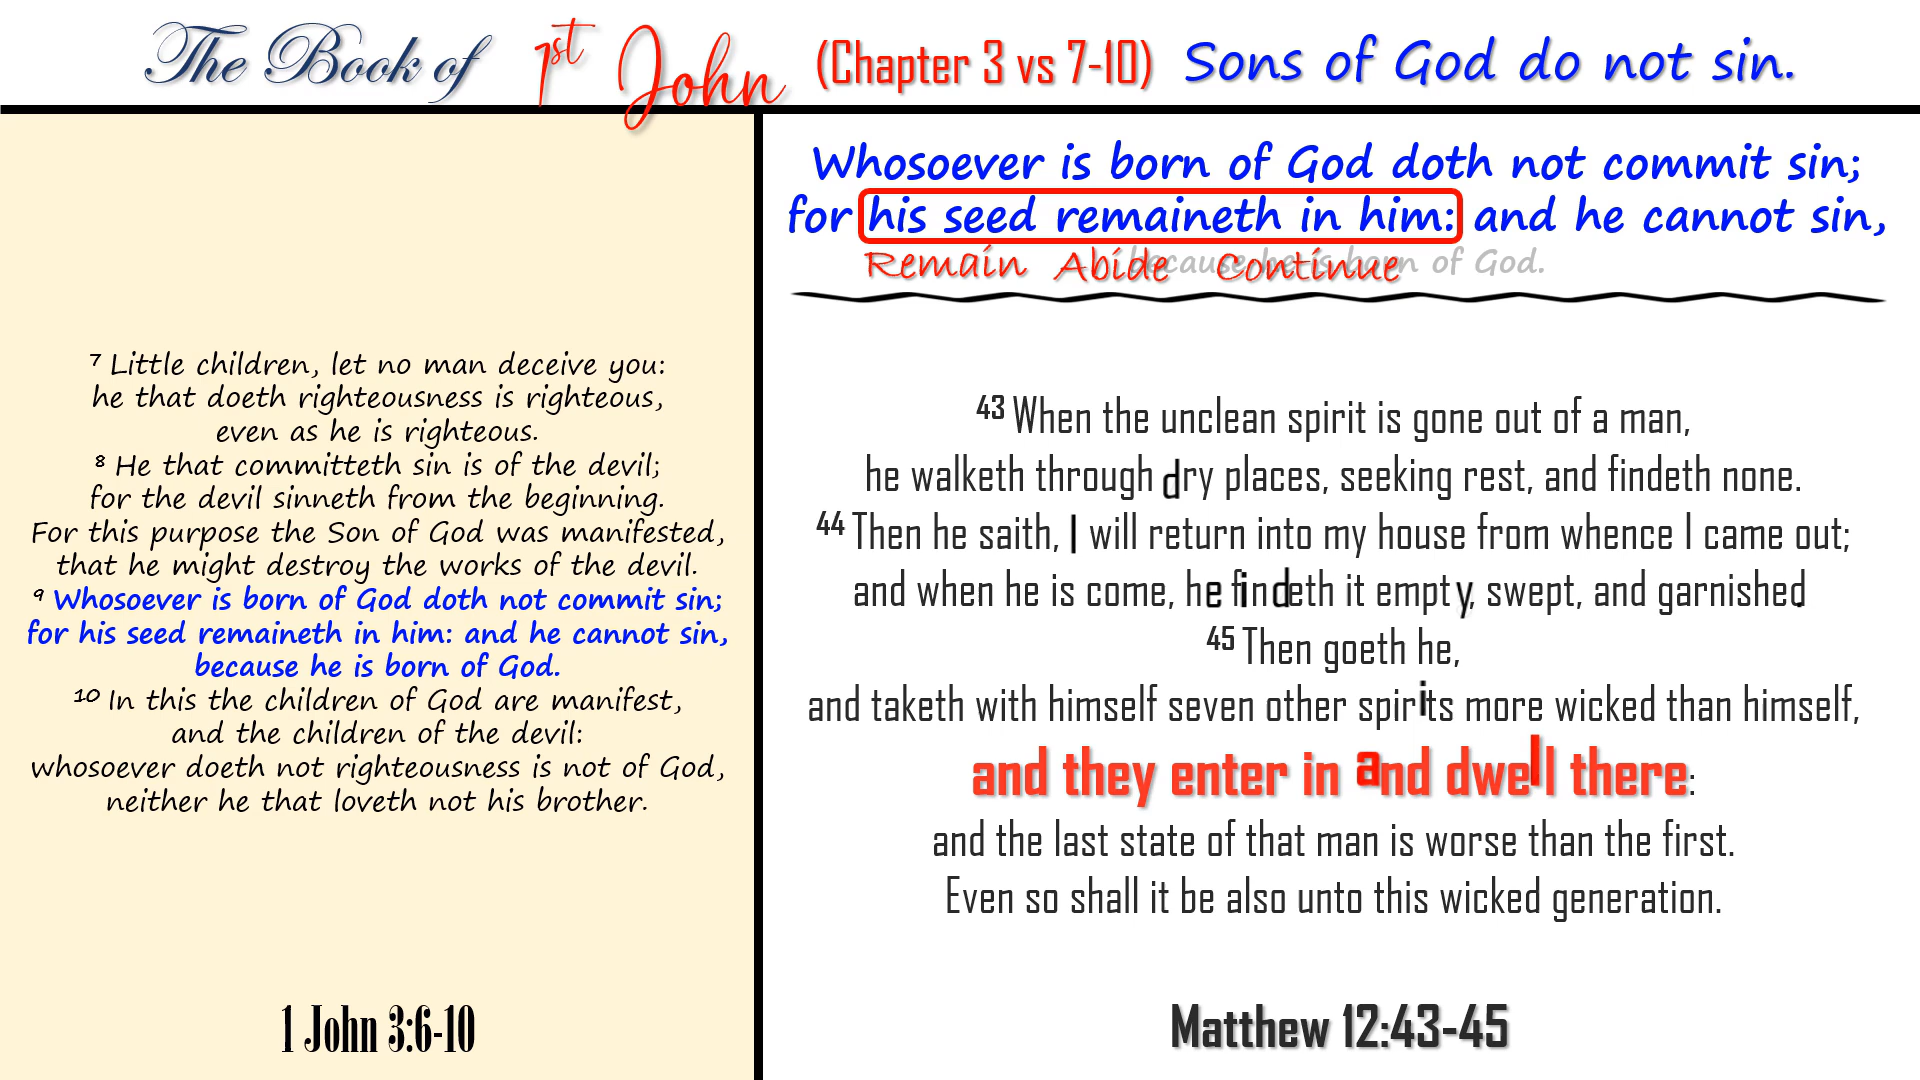 The Book of 1st John (Chapter 3 vs 7-10) Sons of God do not sin.
7 Little children, let no man deceive you:
he that doeth righteousness is righteous,
even as he is righteous.
8 He that committeth sin is of the devil;
for the devil sinneth from the beginning.
For this purpose the Son of God was manifested,
that he might destroy the works of the devil.
9 Whosoever is born of God doth not commit sin;
for his seed remaineth in him: and he cannot sin,
because he is born of God.
10 In this the children of God are manifest,
and the children of the devil:
whosoever doeth not righteousness is not of God,
neither he that loveth not his brother.
1 John 3:6-10
Whosoever is born of God doth not commit sin;
for his seed remaineth in him: and he cannot sin,
because he is born of God.
Remain Abide Continue
43 When the unclean spirit is gone out of a man,
he walketh through dry places, seeking rest, and findeth none.
44 Then he saith, I will return into my house from whence I came out;
and when he is come, he findeth it empty, swept, and garnished.
45 Then goeth he,
and taketh with himself seven other spirits more wicked than himself,
and they enter in and dwell there:
and the last state of that man is worse than the first.
Even so shall it be also unto this wicked generation.
Matthew 12:43-45